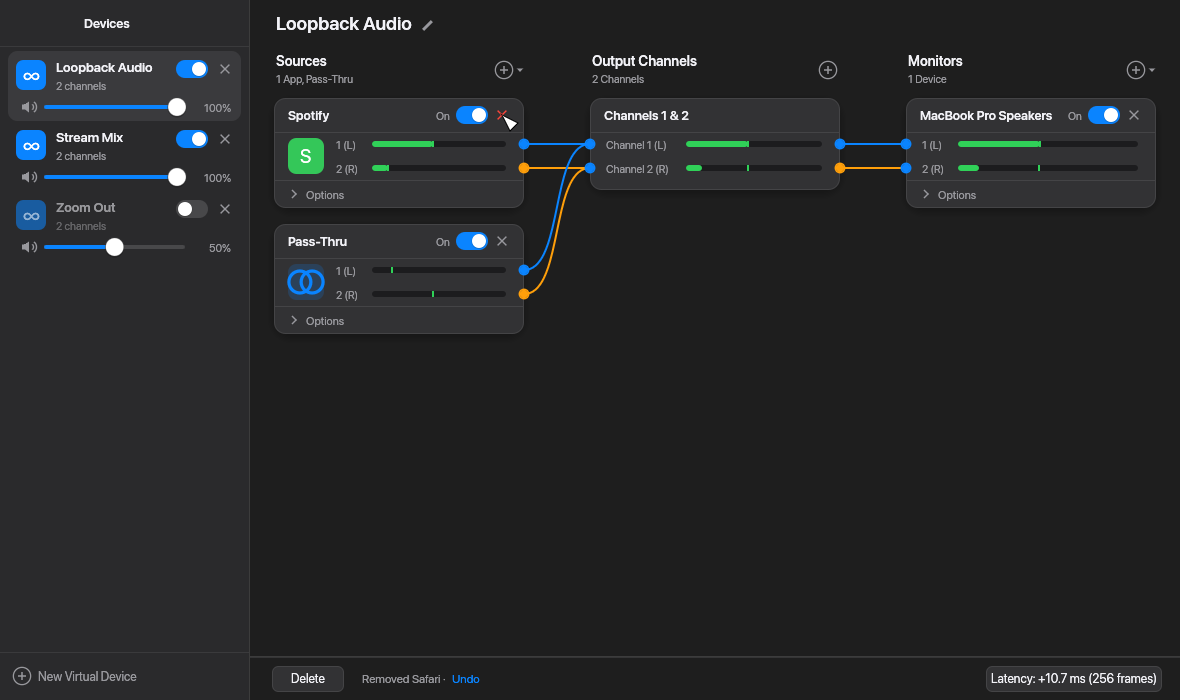 Devices
Loopback Audio
2 channels
100%
Stream Mix
2 channels
100%
Zoom Out
2 channels
50%
New Virtual Device
Loopback Audio
Sources
1 App, Pass-Thru
Output Channels
2 Channels
Monitors
1 Device
Spotify On
S
1 (L)
2 (R)
Options
Pass-Thru On
1 (L)
2 (R)
Options
Channels 1 & 2
Channel 1 (L)
Channel 2 (R)
MacBook Pro Speakers On
1 (L)
2 (R)
Options
Delete
Removed Safari · Undo
Latency: +10.7 ms (256 frames)